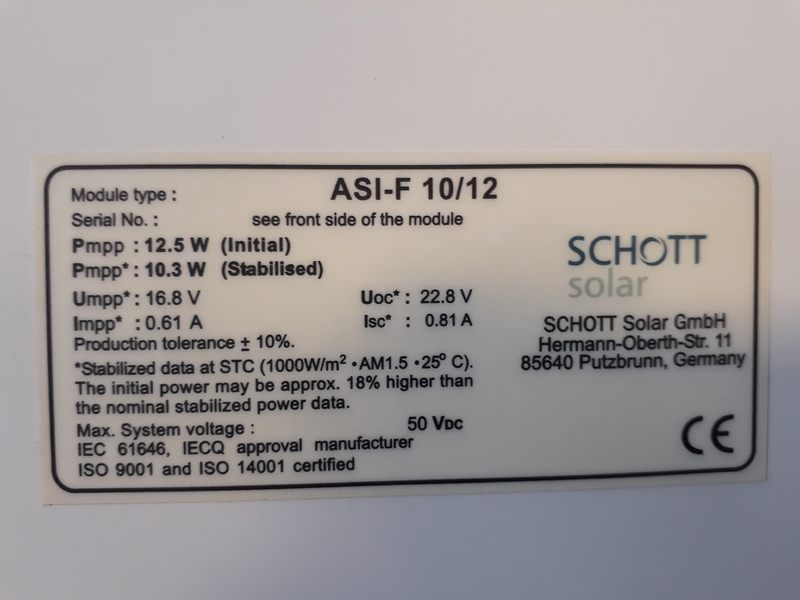 Module type : ASI-F 10/12
Serial No. : see front side of the module
Pmpp : 12.5 W (Initial)
Pmpp* : 10.3 W (Stabilised)
Umpp* : 16.8 V Uoc* : 22.8 V
Impp* : 0.61 A Isc* : 0.81 A
Production tolerance ± 10%.
*Stabilized data at STC (1000W/m² •AM1.5 •25° C).
The initial power may be approx. 18% higher than
the nominal stabilized power data.
Max. System voltage : 50 VDC
IEC 61646, IECQ approval manufacturer
ISO 9001 and ISO 14001 certified
SCHOTT
solar
SCHOTT Solar GmbH
Hermann-Oberth-Str. 11
85640 Putzbrunn, Germany
CE